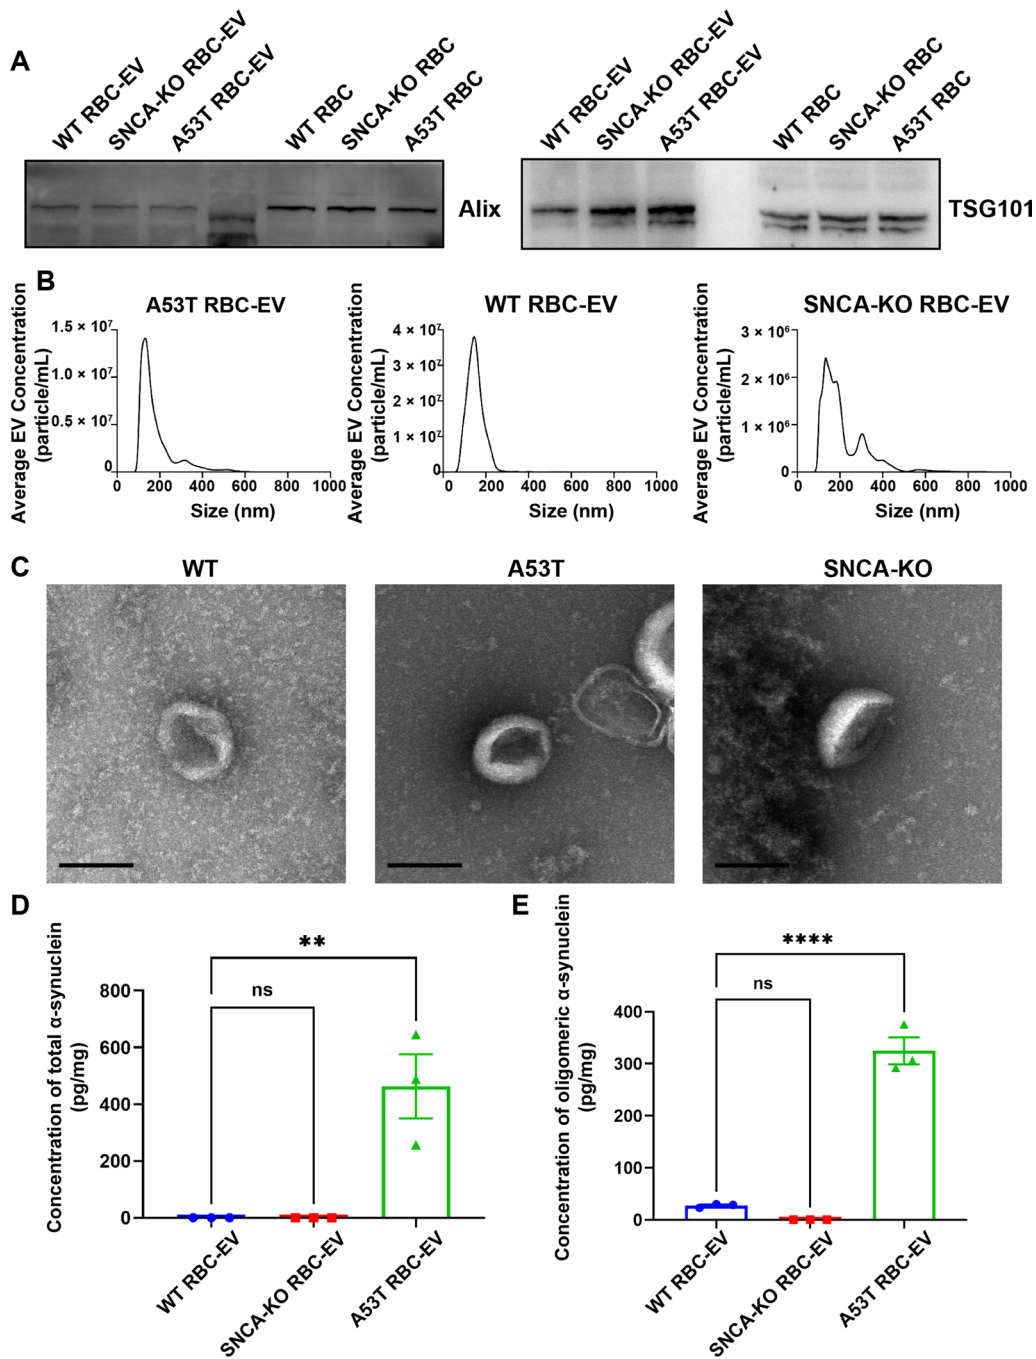 A
WT RBC-EV
SNCA-KO RBC-EV
A53T RBC-EV
WT RBC
SNCA-KO RBC
A53T RBC
Alix
WT RBC-EV
SNCA-KO RBC-EV
A53T RBC-EV
WT RBC
SNCA-KO RBC
A53T RBC
TSG101
B
A53T RBC-EV
Average EV Concentration
(particle/mL)
1.5 × 10⁷
1.0 × 10⁷
0.5 × 10⁷
0
0 200 400 600 800 1000
Size (nm)
WT RBC-EV
Average EV Concentration
(particle/mL)
4 × 10⁷
3 × 10⁷
2 × 10⁷
1 × 10⁷
0
0 200 400 600 800 1000
Size (nm)
SNCA-KO RBC-EV
Average EV Concentration
(particle/mL)
3 × 10⁶
2 × 10⁶
1 × 10⁶
0
0 200 400 600 800 1000
Size (nm)
C
WT
A53T
SNCA-KO
D
Concentration of total α-synuclein
(pg/mg)
800
600
400
200
0
**
ns
WT RBC-EV
SNCA-KO RBC-EV
A53T RBC-EV
E
Concentration of oligomeric α-synuclein
(pg/mg)
400
300
200
100
0
****
ns
WT RBC-EV
SNCA-KO RBC-EV
A53T RBC-EV